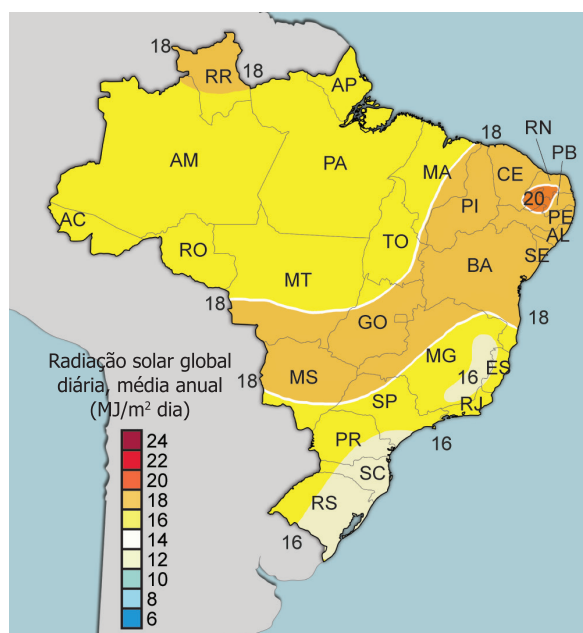 18
RR
18
AP
18
RN
PB
AM
PA
MA
CE
20
PI
PE
AC
TO
AL
RO
SE
BA
MT
18
GO
18
Radiação solar global
diária, média anual
(MJ/m² dia)
MG
ES
16
18
MS
SP
RJ
16
PR
SC
RS
16
24
22
20
18
16
14
12
10
8
6